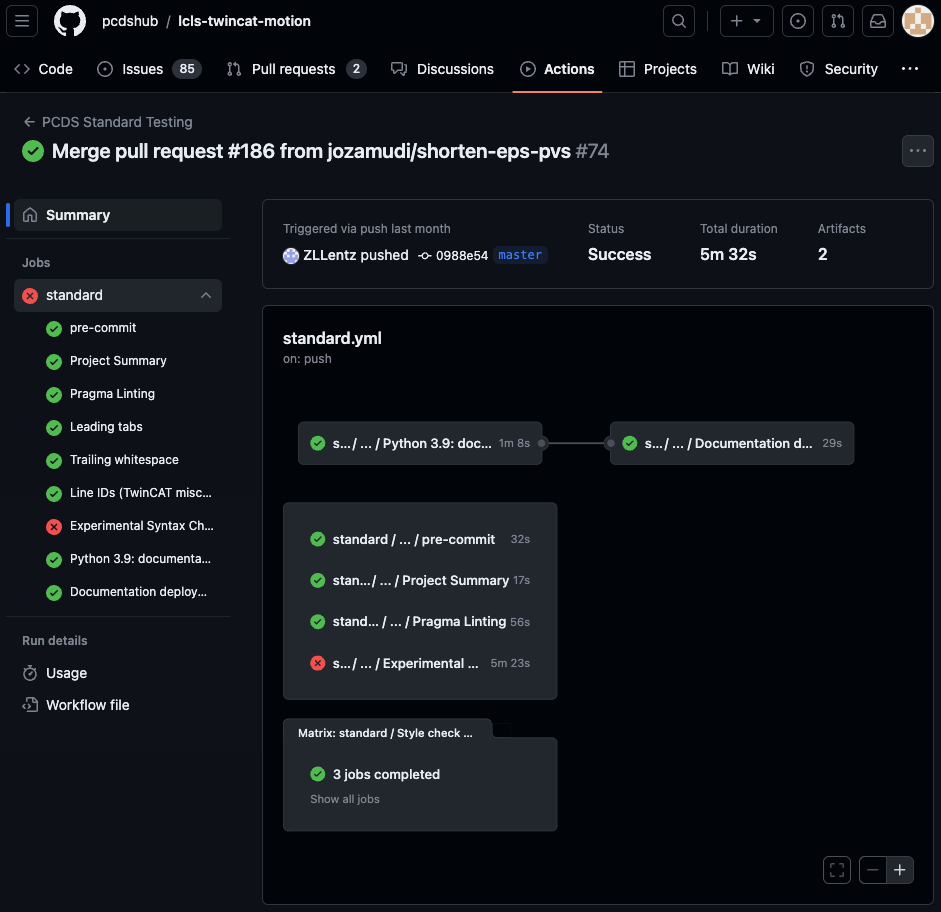 pcdshub / lcls-twincat-motion
Code Issues 85 Pull requests 2 Discussions Actions Projects Wiki Security
PCDS Standard Testing
Merge pull request #186 from jozamudi/shorten-eps-pvs #74
Summary
Jobs
standard
pre-commit
Project Summary
Pragma Linting
Leading tabs
Trailing whitespace
Line IDs (TwinCAT misc...
Experimental Syntax Ch...
Python 3.9: documenta...
Documentation deploy...
Run details
Usage
Workflow file
Triggered via push last month
ZLLentz pushed 0988e54 master
Status
Success
Total duration
5m 32s
Artifacts
2
standard.yml
on: push
s... / ... / Python 3.9: doc... 1m 8s
s... / ... / Documentation d... 29s
standard / ... / pre-commit 32s
stan... / ... / Project Summary 17s
stand... / ... / Pragma Linting 56s
s... / ... / Experimental ... 5m 23s
Matrix: standard / Style check ...
3 jobs completed
Show all jobs